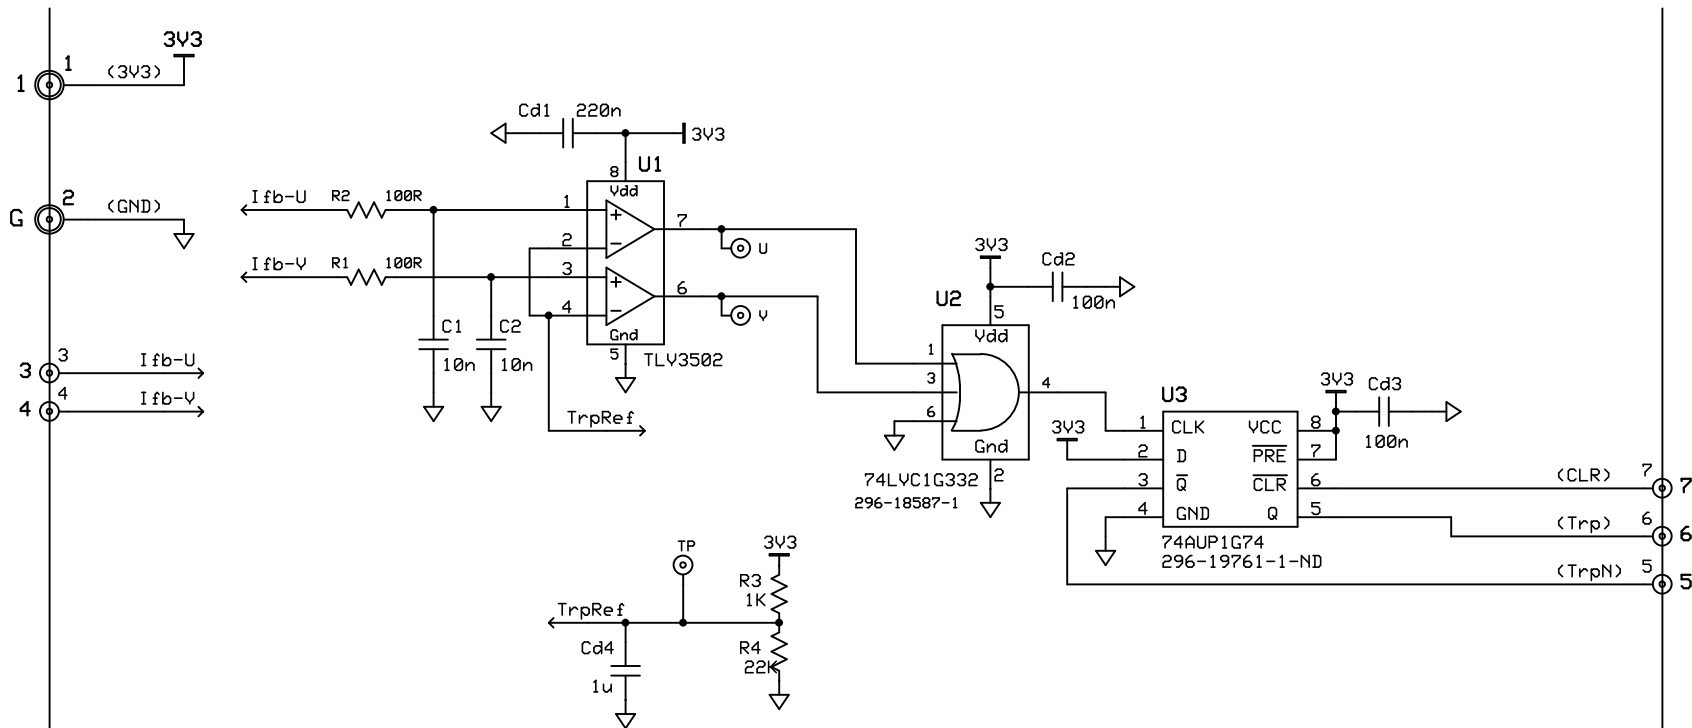 3V3
1
1
(3V3)
Cd1
220n
3V3
U1
8
Vdd
G
2
(GND)
Ifb-U
R2
100R
1
+
7
2
-
U
Ifb-V
R1
100R
3
+
6
4
-
V
C1
10n
C2
10n
Gnd
5
TLV3502
3V3
Cd2
100n
U2
5
Vdd
1
3
6
4
Gnd
2
74LVC1G332
296-18587-1
3
3
Ifb-U
4
4
Ifb-V
TrpRef
3V3
Cd3
100n
U3
3V3
1
CLK
VCC
8
2
D
PRE
7
3
Q
CLR
6
4
GND
Q
5
74AUP1G74
296-19761-1-ND
(CLR)
7
7
(Trp)
6
6
(TrpN)
5
5
TP
3V3
R3
1K
TrpRef
Cd4
1u
R4
22K